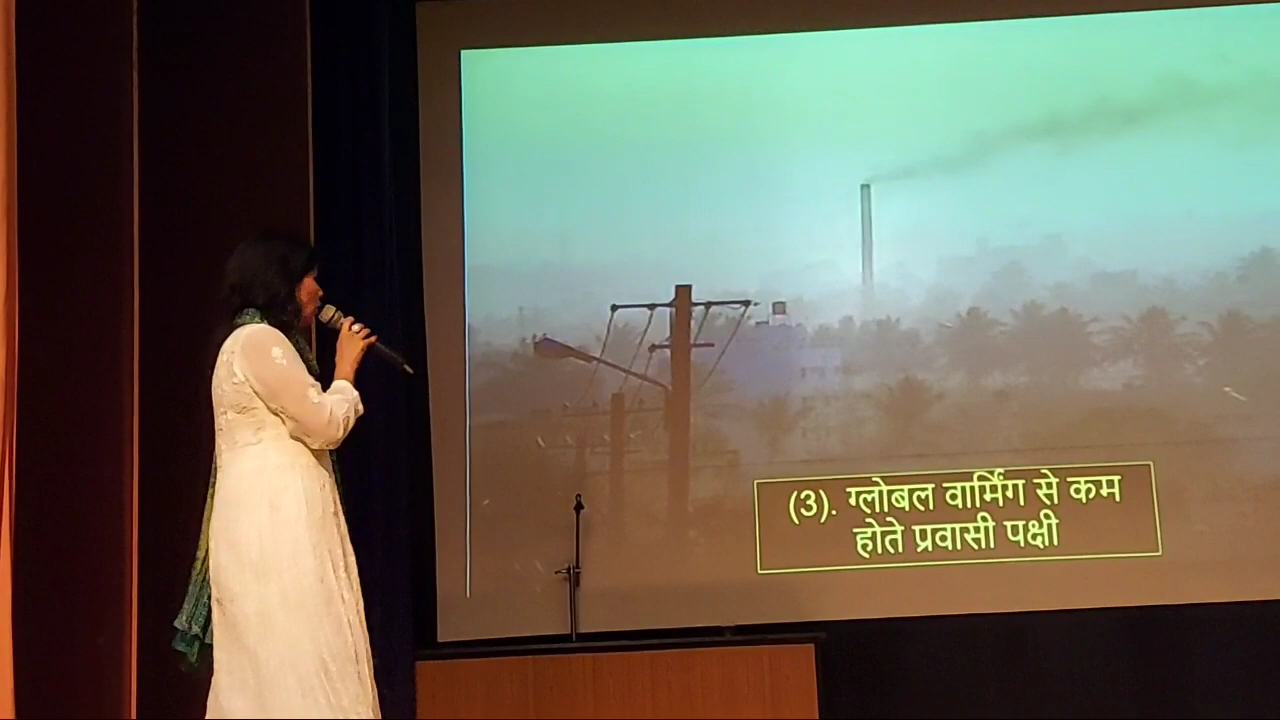 (3). ग्लोबल वार्मिंग से कम
होते प्रवासी पक्षी